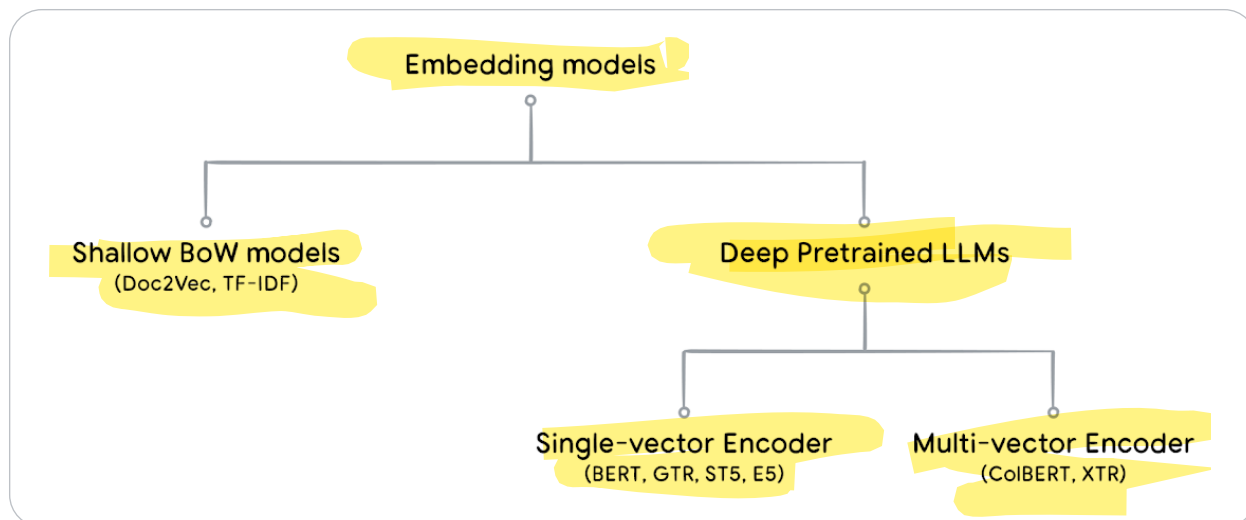 Embedding models
Shallow BoW models
(Doc2Vec, TF-IDF)
Deep Pretrained LLMs
Single-vector Encoder
(BERT, GTR, ST5, E5)
Multi-vector Encoder
(ColBERT, XTR)